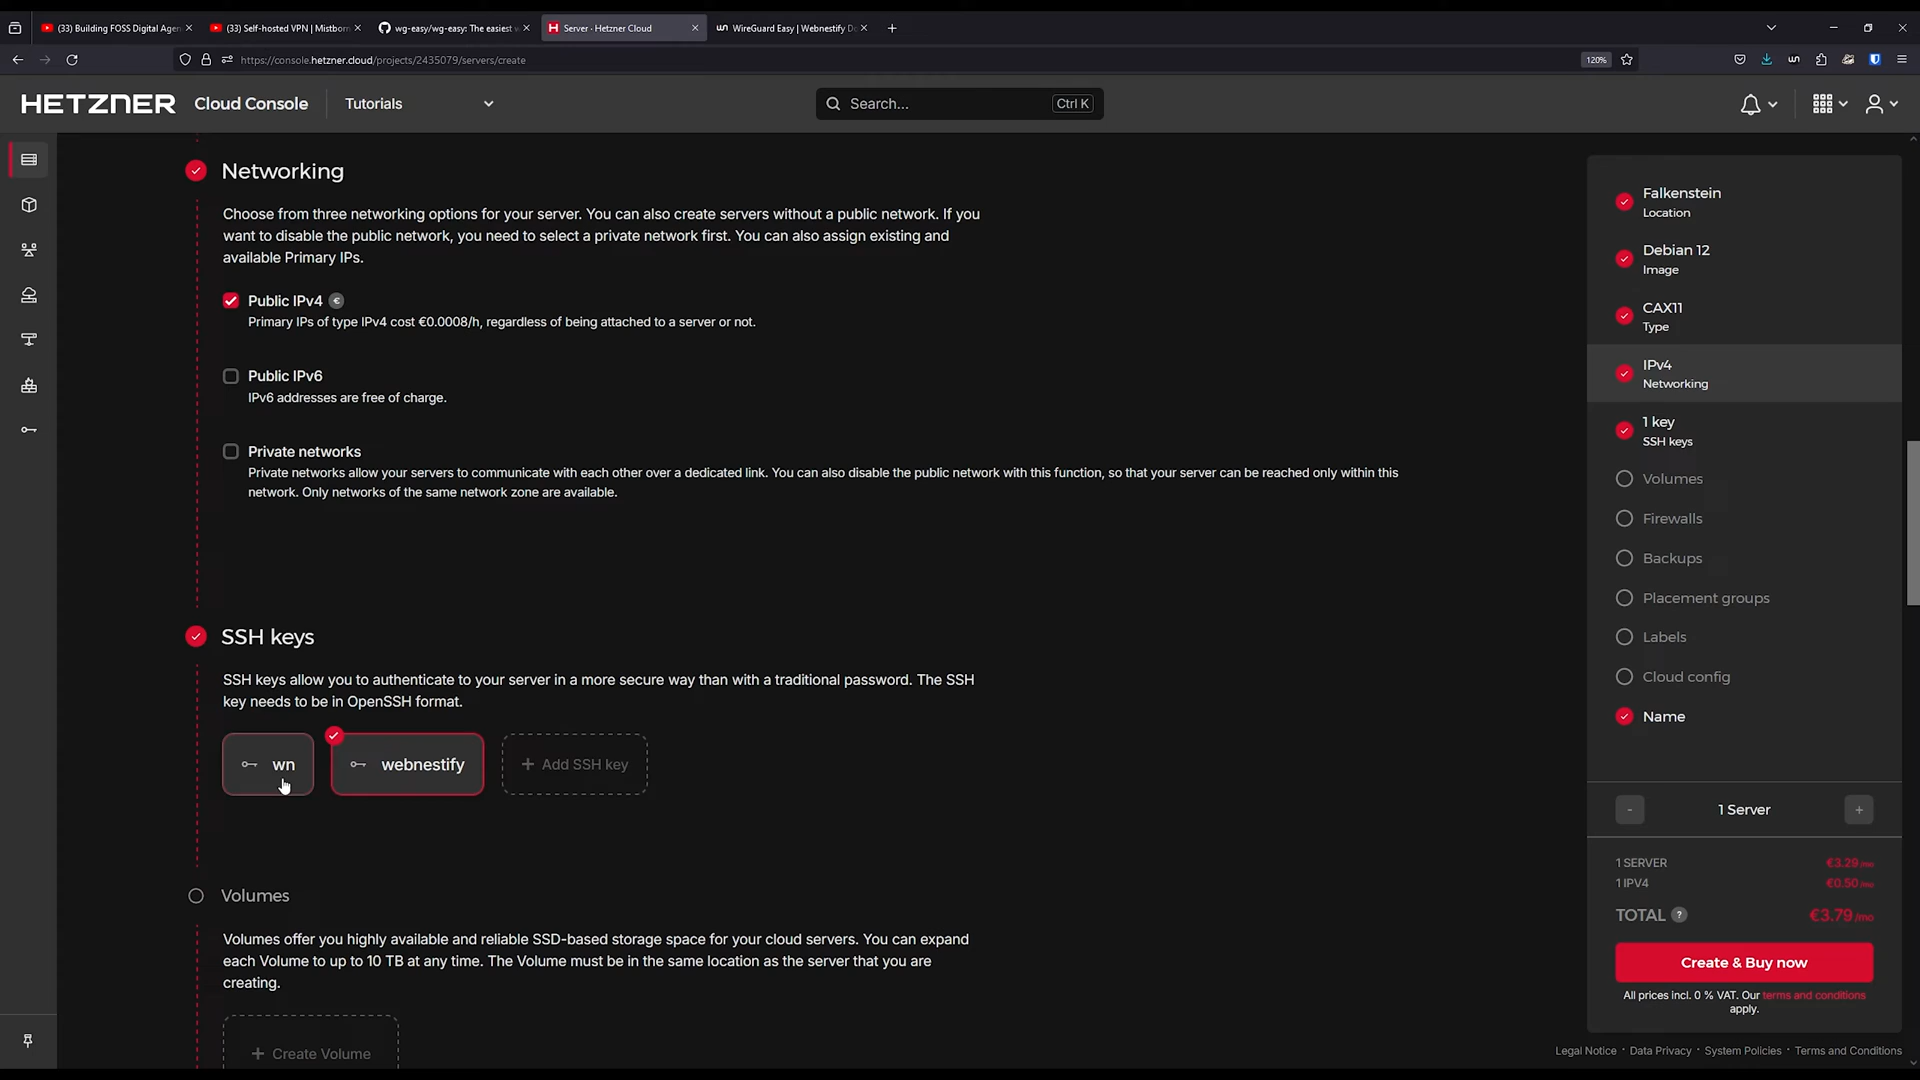 (33) Building FOSS Digital Agen
(33) Self-hosted VPN | Mistborn
wg-easy/wg-easy: The easiest w
Server · Hetzner Cloud
WireGuard Easy | Webnestify Do
https://console.hetzner.cloud/projects/2435079/servers/create
120%
HETZNER Cloud Console
Tutorials
Search...
Ctrl K
Networking
Choose from three networking options for your server. You can also create servers without a public network. If you
want to disable the public network, you need to select a private network first. You can also assign existing and
available Primary IPs.
Public IPv4 €
Primary IPs of type IPv4 cost €0.0008/h, regardless of being attached to a server or not.
Public IPv6
IPv6 addresses are free of charge.
Private networks
Private networks allow your servers to communicate with each other over a dedicated link. You can also disable the public network with this function, so that your server can be reached only within this
network. Only networks of the same network zone are available.
SSH keys
SSH keys allow you to authenticate to your server in a more secure way than with a traditional password. The SSH
key needs to be in OpenSSH format.
wn
webnestify
+ Add SSH key
Volumes
Volumes offer you highly available and reliable SSD-based storage space for your cloud servers. You can expand
each Volume to up to 10 TB at any time. The Volume must be in the same location as the server that you are
creating.
+ Create Volume
Falkenstein
Location
Debian 12
Image
CAX11
Type
IPv4
Networking
1 key
SSH keys
Volumes
Firewalls
Backups
Placement groups
Labels
Cloud config
Name
- 1 Server +
1 SERVER €3.29 /mo
1 IPV4 €0.50 /mo
TOTAL ? €3.79 /mo
Create & Buy now
All prices incl. 0 % VAT. Our terms and conditions
apply.
Legal Notice · Data Privacy · System Policies · Terms and Conditions